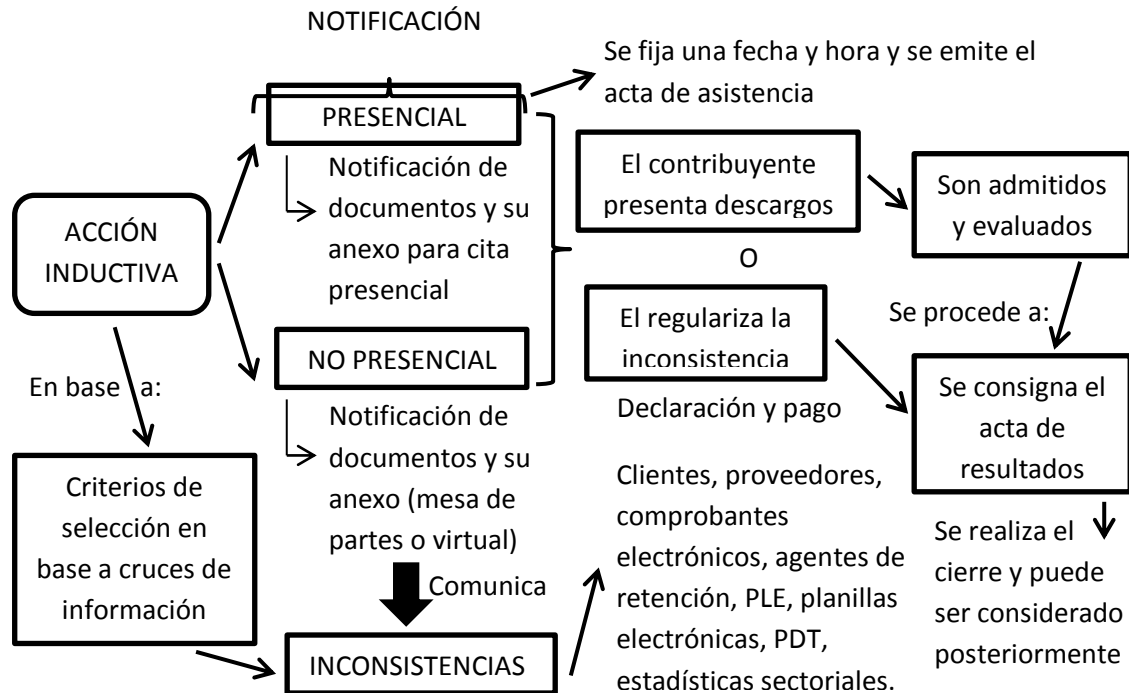 NOTIFICACIÓN
Se fija una fecha y hora y se emite el
acta de asistencia
PRESENCIAL
Notificación de
documentos y su
anexo para cita
presencial
ACCIÓN
INDUCTIVA
El contribuyente
presenta descargos
Son admitidos
y evaluados
O
El regulariza la
inconsistencia
Se procede a:
NO PRESENCIAL
En base a:
Notificación de
documentos y su
anexo (mesa de
partes o virtual)
Declaración y pago
Se consigna el
acta de
resultados
Criterios de
selección en
base a cruces de
información
Clientes, proveedores,
comprobantes
electrónicos, agentes de
retención, PLE, planillas
electrónicas, PDT,
estadísticas sectoriales.
Se realiza el
cierre y puede
ser considerado
posteriormente
Comunica
INCONSISTENCIAS